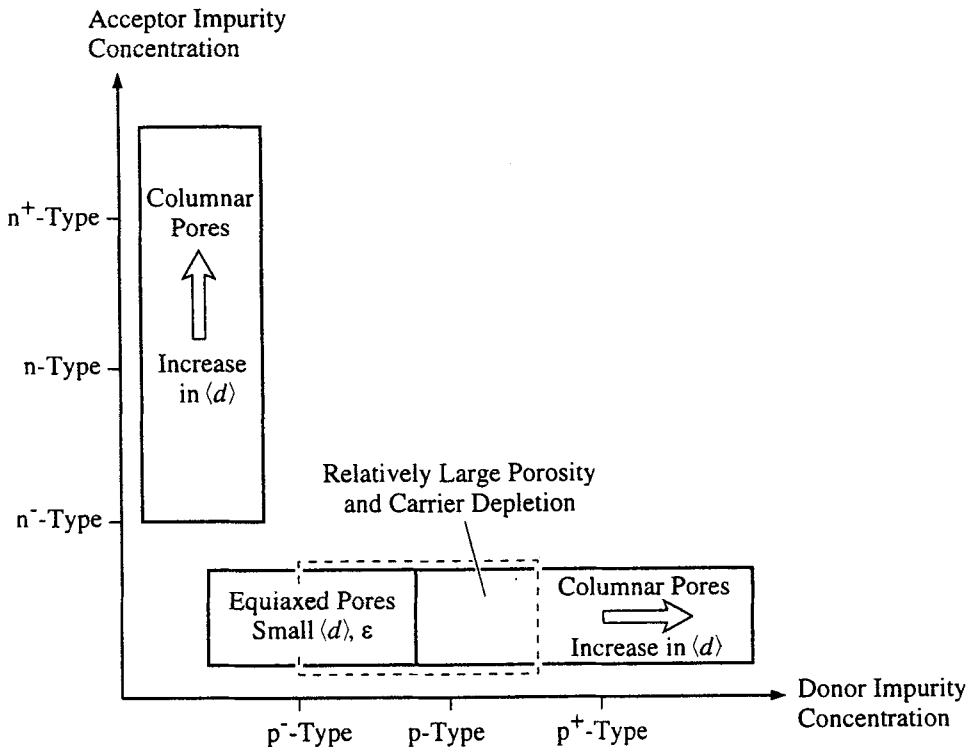 Acceptor Impurity
Concentration
n⁺-Type
n-Type
n⁻-Type
Columnar
Pores
Increase
in ⟨d⟩
Relatively Large Porosity
and Carrier Depletion
Equiaxed Pores
Small ⟨d⟩, ε
Columnar Pores
Increase in ⟨d⟩
p⁻-Type
p-Type
p⁺-Type
Donor Impurity
Concentration